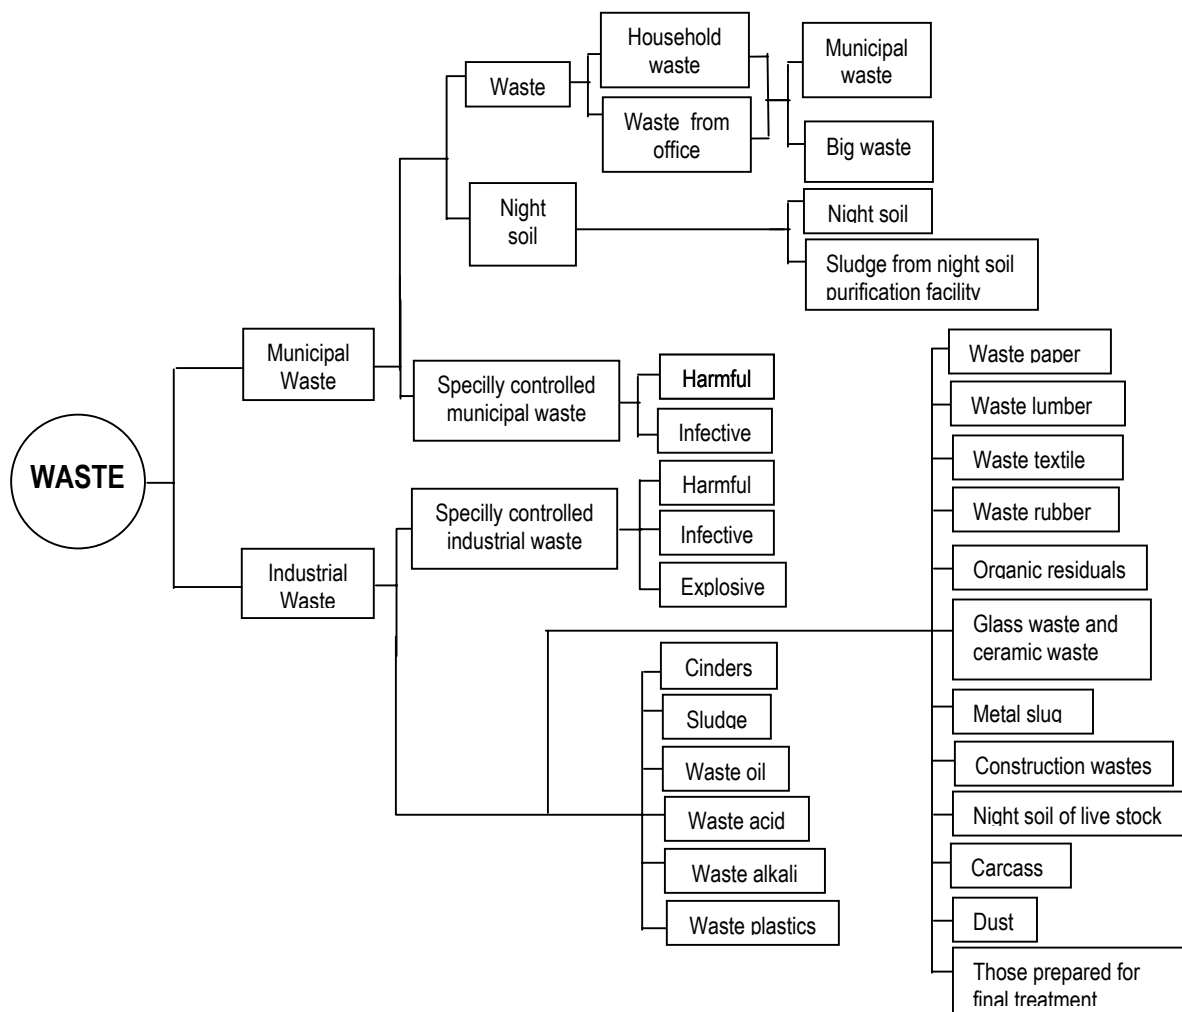 Household
waste
Municipal
waste
Waste
Waste from
office
Big waste
Night
soil
Night soil
Sludge from night soil
purification facility
Municipal
Waste
Specilly controlled
municipal waste
Harmful
Infective
WASTE
Specilly controlled
industrial waste
Harmful
Infective
Explosive
Industrial
Waste
Cinders
Sludge
Waste oil
Waste acid
Waste alkali
Waste plastics
Waste paper
Waste lumber
Waste textile
Waste rubber
Organic residuals
Glass waste and
ceramic waste
Metal slug
Construction wastes
Night soil of live stock
Carcass
Dust
Those prepared for
final treatment